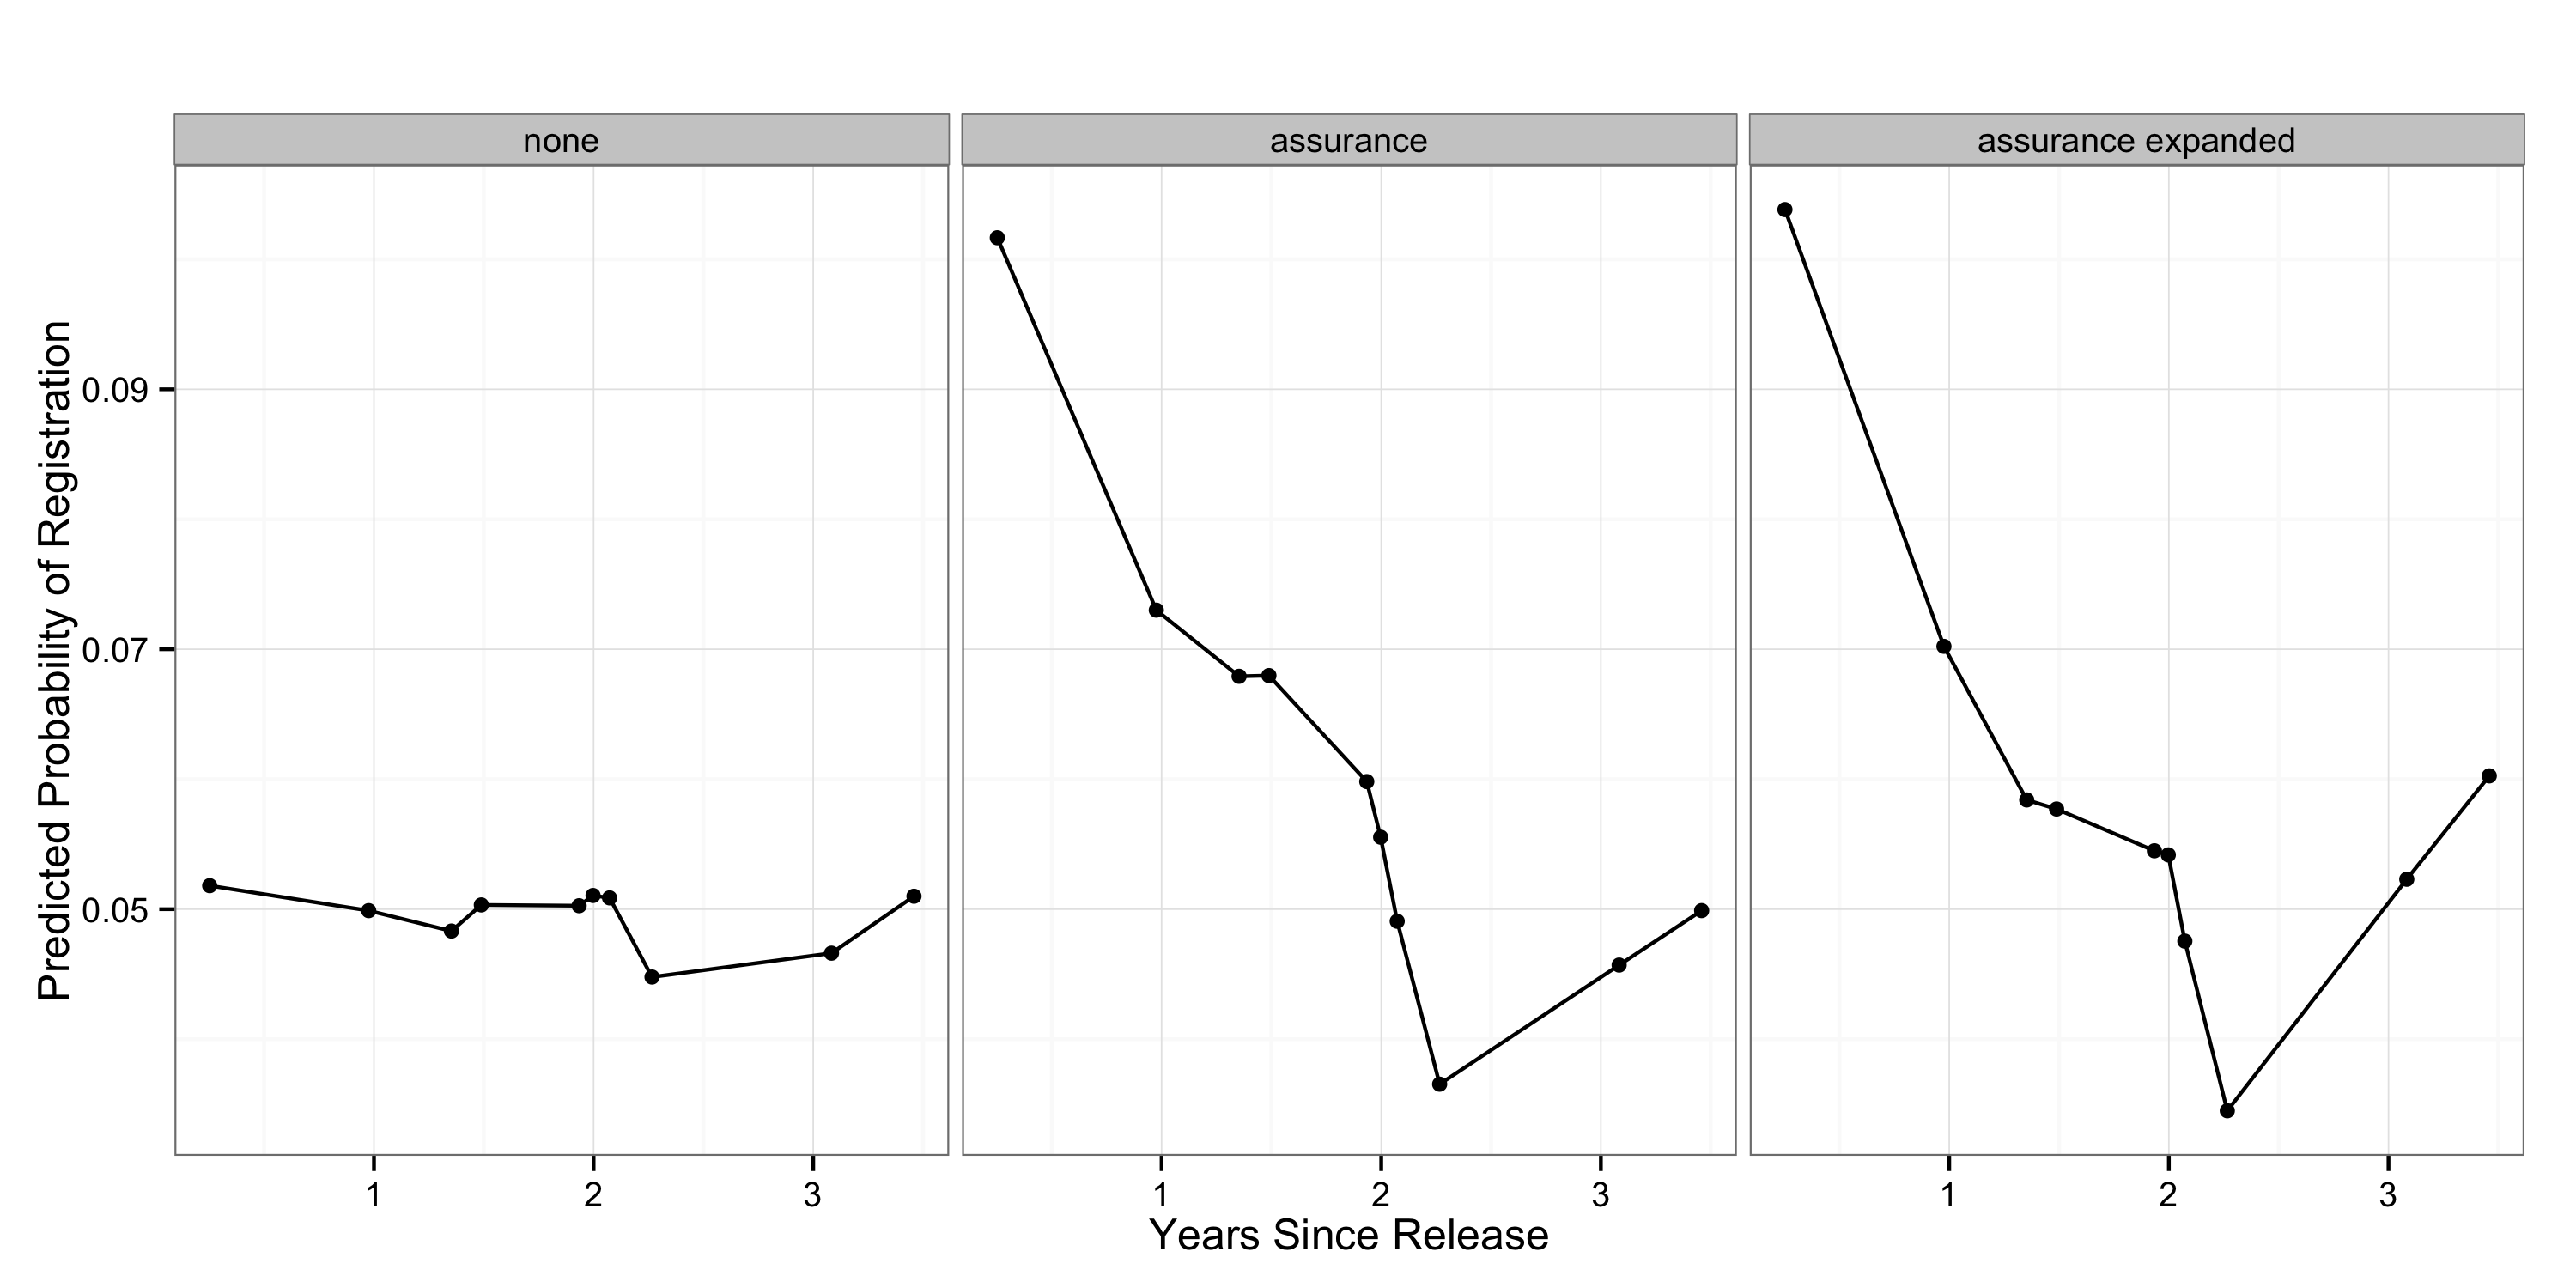 none
assurance
assurance expanded
Predicted Probability of Registration
0.09
0.07
0.05
1 2 3
1 2 3
1 2 3
Years Since Release